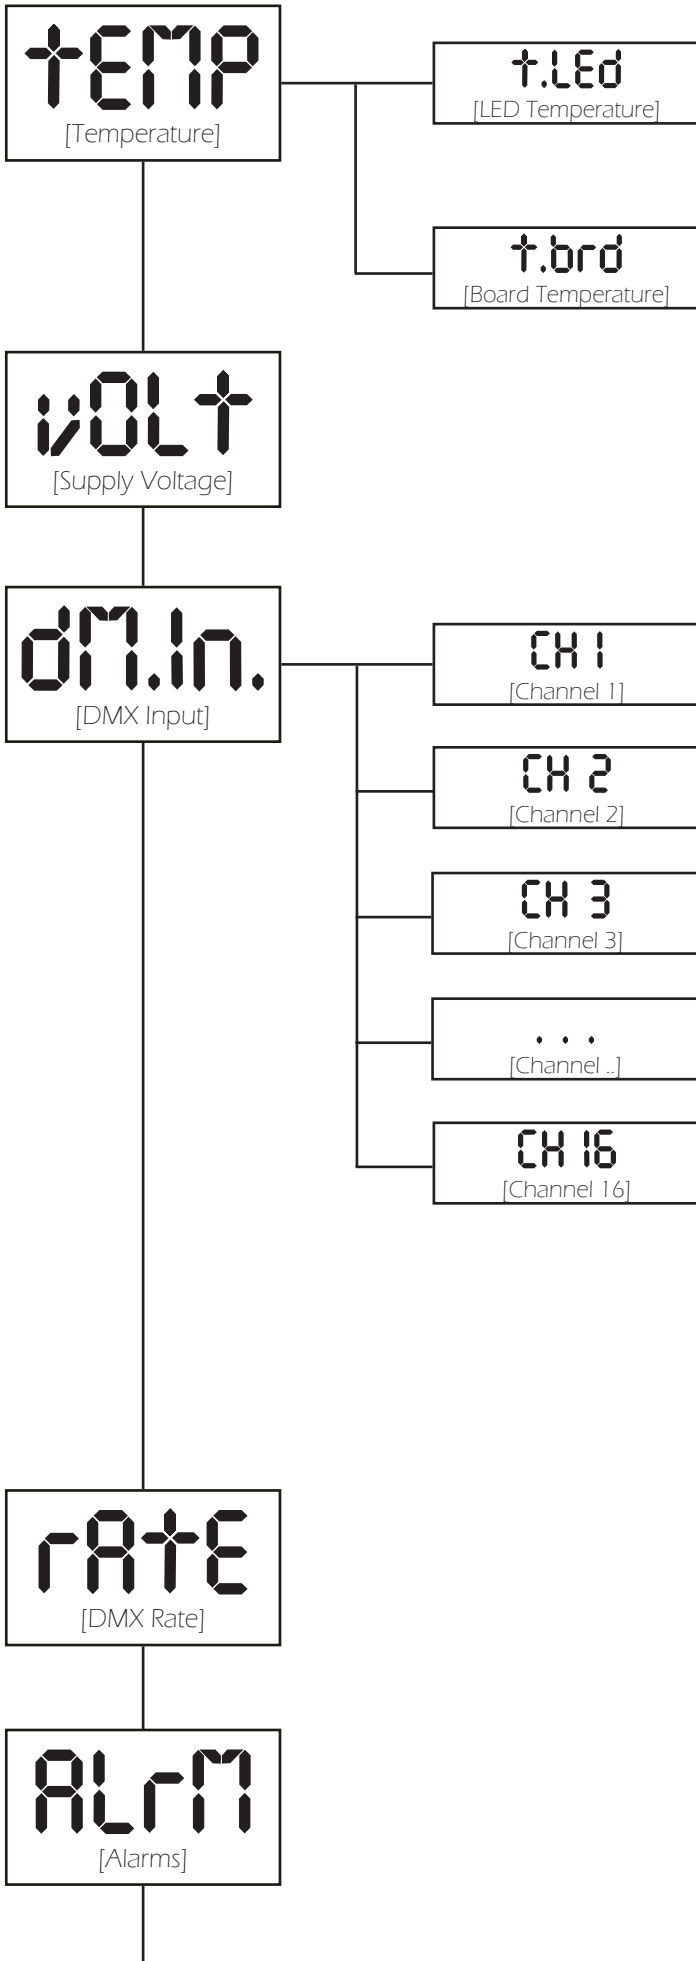 tEMP
[Temperature]
t.LEd
[LED Temperature]
t.brd
[Board Temperature]
vOLt
[Supply Voltage]
dM.In.
[DMX Input]
CH 1
[Channel 1]
CH 2
[Channel 2]
CH 3
[Channel 3]
...
[Channel ..]
CH 16
[Channel 16]
rAtE
[DMX Rate]
ALrM
[Alarms]